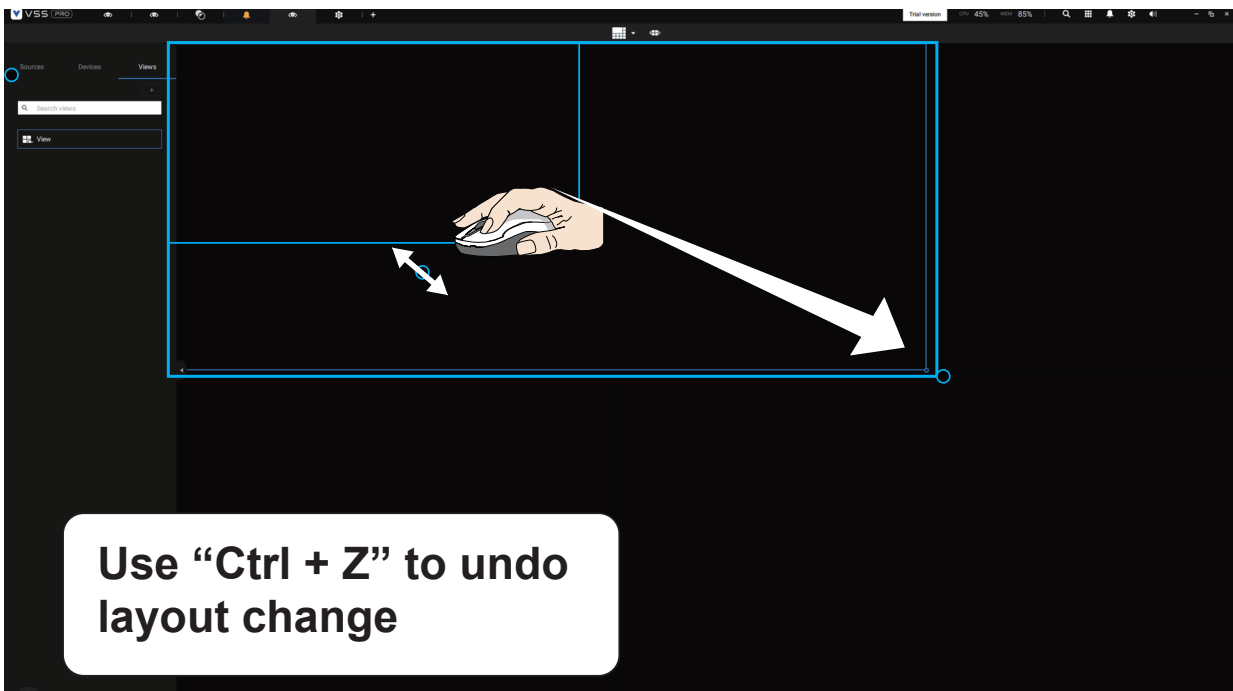 VSS PRO
Trial version CPU 45% MEM 85%
Sources Devices Views
Search views
View
Use “Ctrl + Z” to undo
layout change